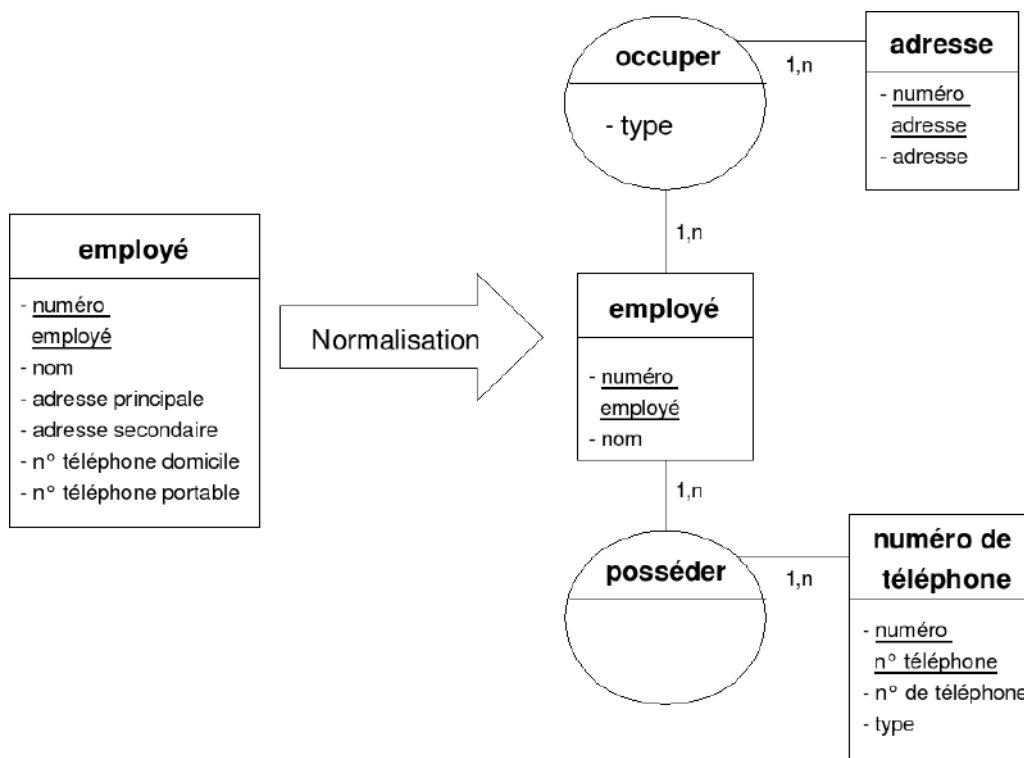 employé
- numéro
employé
- nom
- adresse principale
- adresse secondaire
- n° téléphone domicile
- n° téléphone portable
Normalisation
occuper
- type
1,n
adresse
- numéro
adresse
- adresse
1,n
employé
- numéro
employé
- nom
1,n
posséder
1,n
numéro de
téléphone
- numéro
n° téléphone
- n° de téléphone
- type